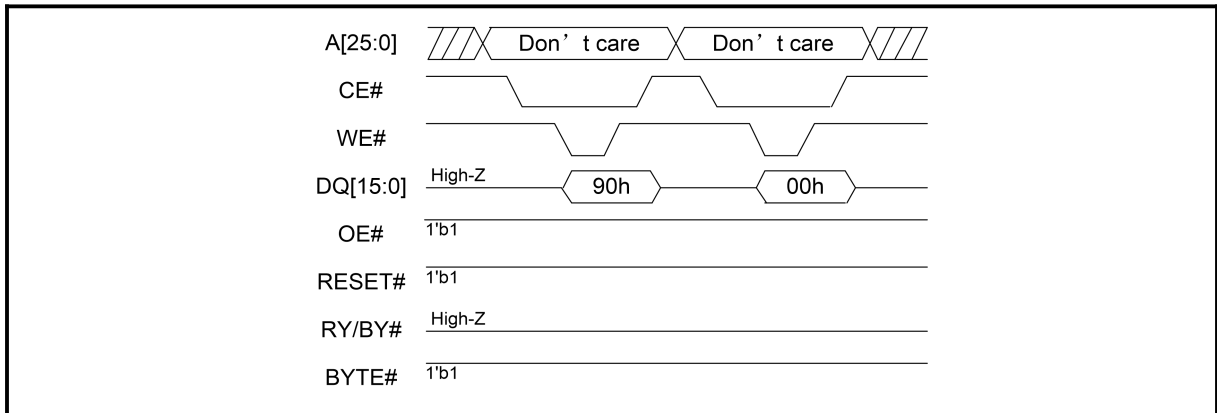 A[25:0] Don’t care Don’t care
CE#
WE#
DQ[15:0] High-Z 90h 00h
OE# 1'b1
RESET# 1'b1
RY/BY# High-Z
BYTE# 1'b1